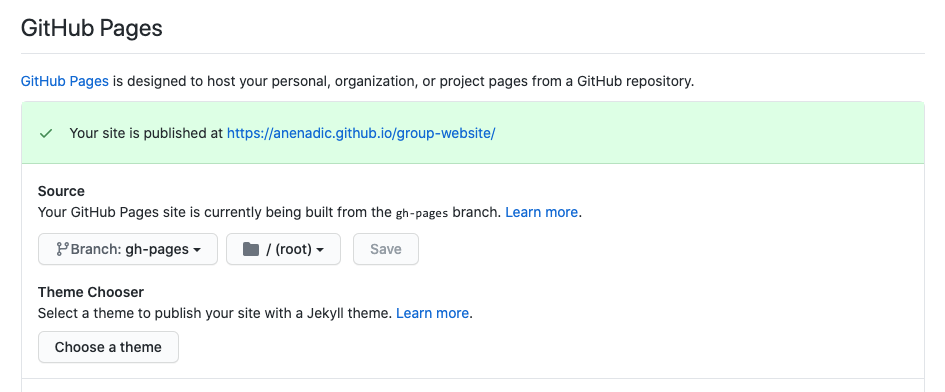 GitHub Pages
GitHub Pages is designed to host your personal, organization, or project pages from a GitHub repository.
Your site is published at https://anenadic.github.io/group-website/
Source
Your GitHub Pages site is currently being built from the gh-pages branch. Learn more.
Branch: gh-pages / (root) Save
Theme Chooser
Select a theme to publish your site with a Jekyll theme. Learn more.
Choose a theme